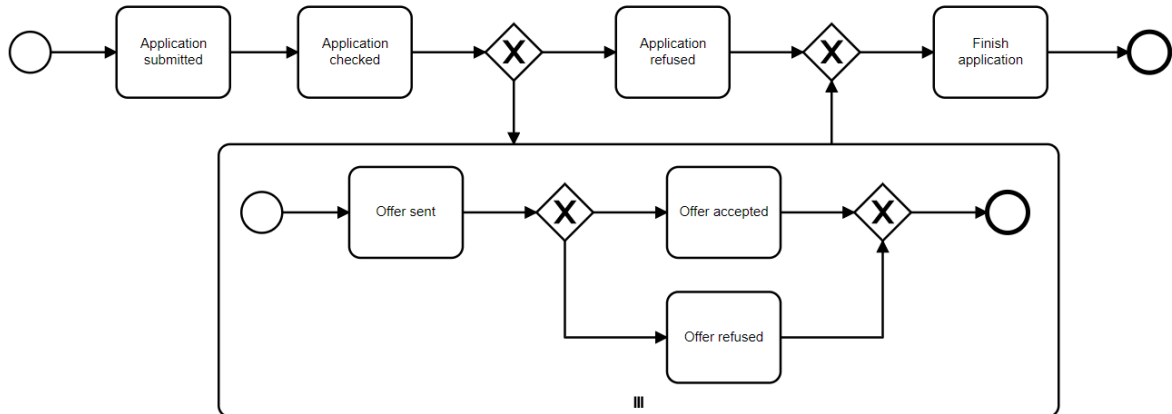 Application
submitted
Application
checked
Application
refused
Finish
application
Offer sent
Offer accepted
Offer refused